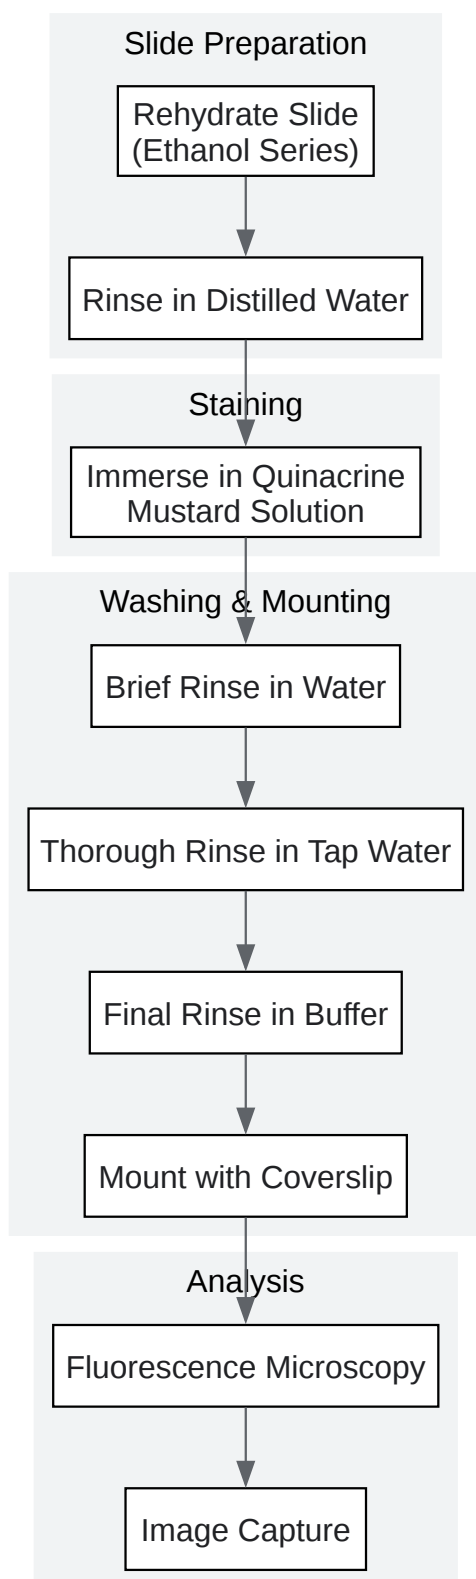 Slide Preparation
Rehydrate Slide
(Ethanol Series)
Rinse in Distilled Water
Staining
Immerse in Quinacrine
Mustard Solution
Washing & Mounting
Brief Rinse in Water
Thorough Rinse in Tap Water
Final Rinse in Buffer
Mount with Coverslip
Analysis
Fluorescence Microscopy
Image Capture